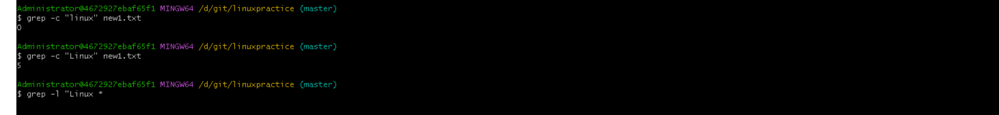 Administrator@4672927ebaf65f1 MINGW64 /d/git/linuxpractice (master)
$ grep -c "linux" new1.txt
0
Administrator@4672927ebaf65f1 MINGW64 /d/git/linuxpractice (master)
$ grep -c "Linux" new1.txt
5
Administrator@4672927ebaf65f1 MINGW64 /d/git/linuxpractice (master)
$ grep -l "Linux *